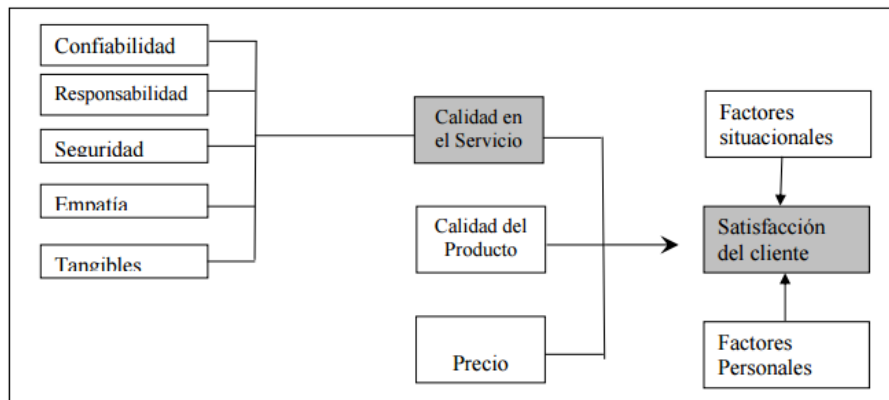 Confiabilidad
Responsabilidad
Seguridad
Empatía
Tangibles
Calidad en
el Servicio
Calidad del
Producto
Precio
Factores
situacionales
Satisfacción
del cliente
Factores
Personales